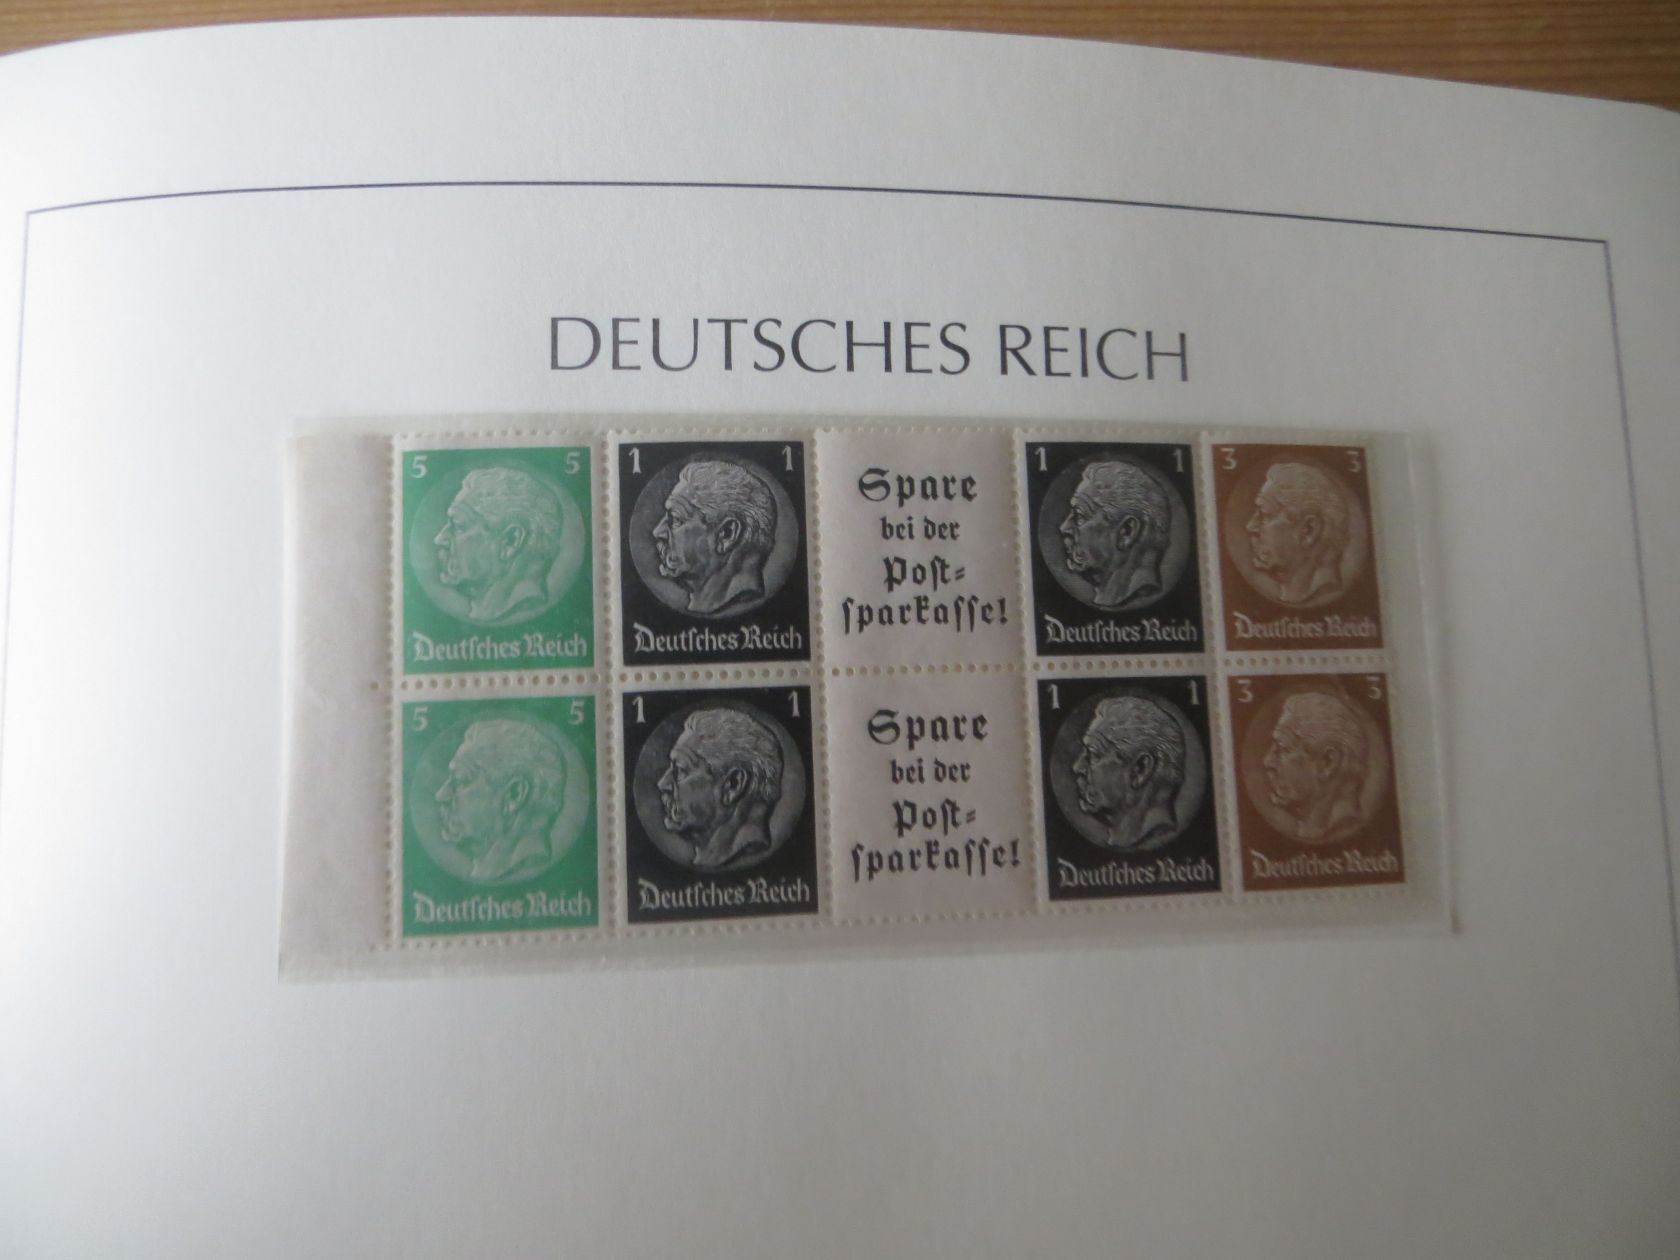 DEUTSCHES REICH
5 5 1 1 Spare 1 1 3 3
bei der
Post=
sparkasse!
Deutsches Reich Deutsches Reich Deutsches Reich Deutsches Reich
5 5 1 1 Spare 1 1 3 3
bei der
Post=
sparkasse!
Deutsches Reich Deutsches Reich Deutsches Reich Deutsches Reich